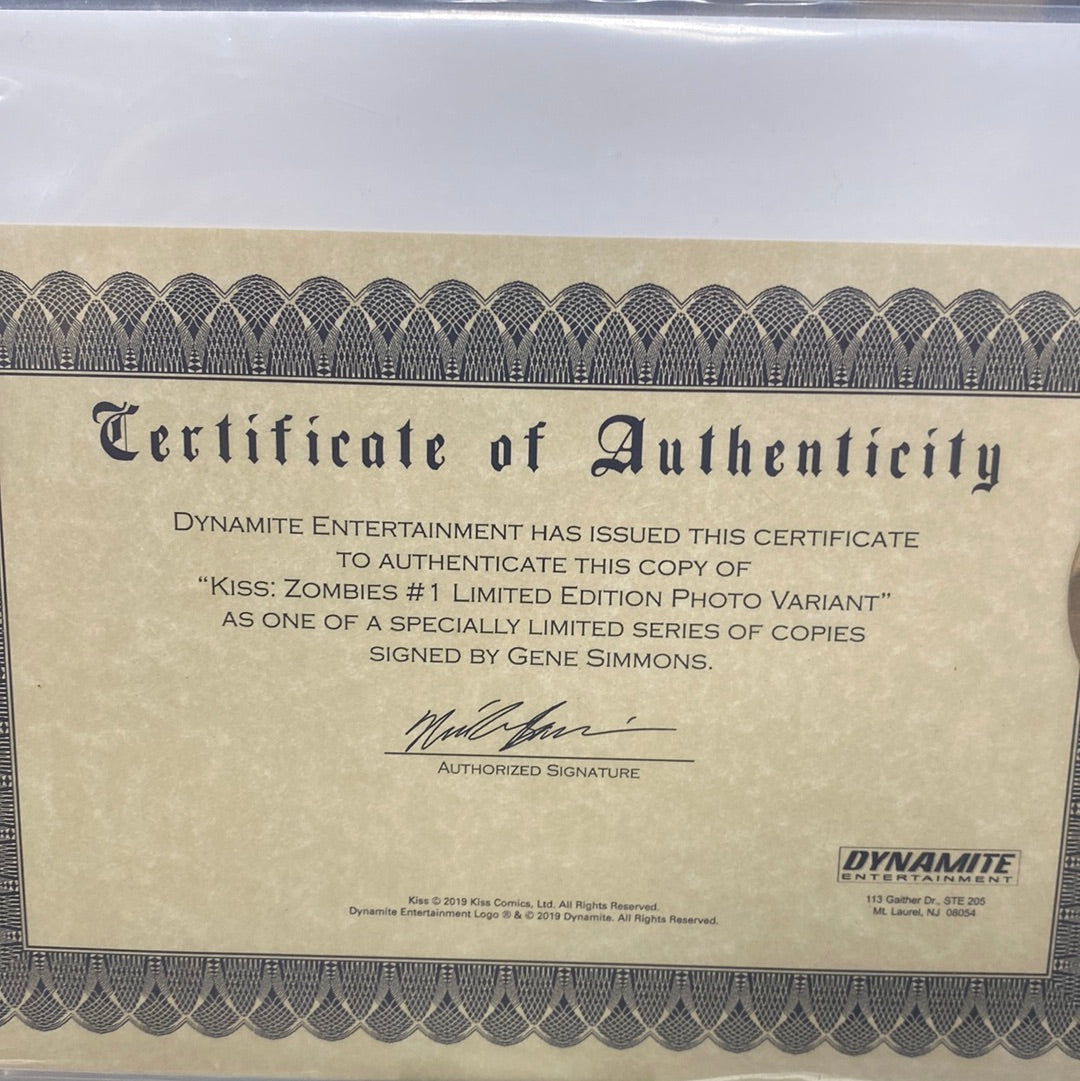 Certificate of Authenticity
DYNAMITE ENTERTAINMENT HAS ISSUED THIS CERTIFICATE
TO AUTHENTICATE THIS COPY OF
“KISS: ZOMBIES #1 LIMITED EDITION PHOTO VARIANT”
AS ONE OF A SPECIALLY LIMITED SERIES OF COPIES
SIGNED BY GENE SIMMONS.
AUTHORIZED SIGNATURE
DYNAMITE
ENTERTAINMENT
113 Gaither Dr., STE 205
Mt. Laurel, NJ 08054
Kiss © 2019 Kiss Comics, Ltd. All Rights Reserved.
Dynamite Entertainment Logo ® & © 2019 Dynamite. All Rights Reserved.